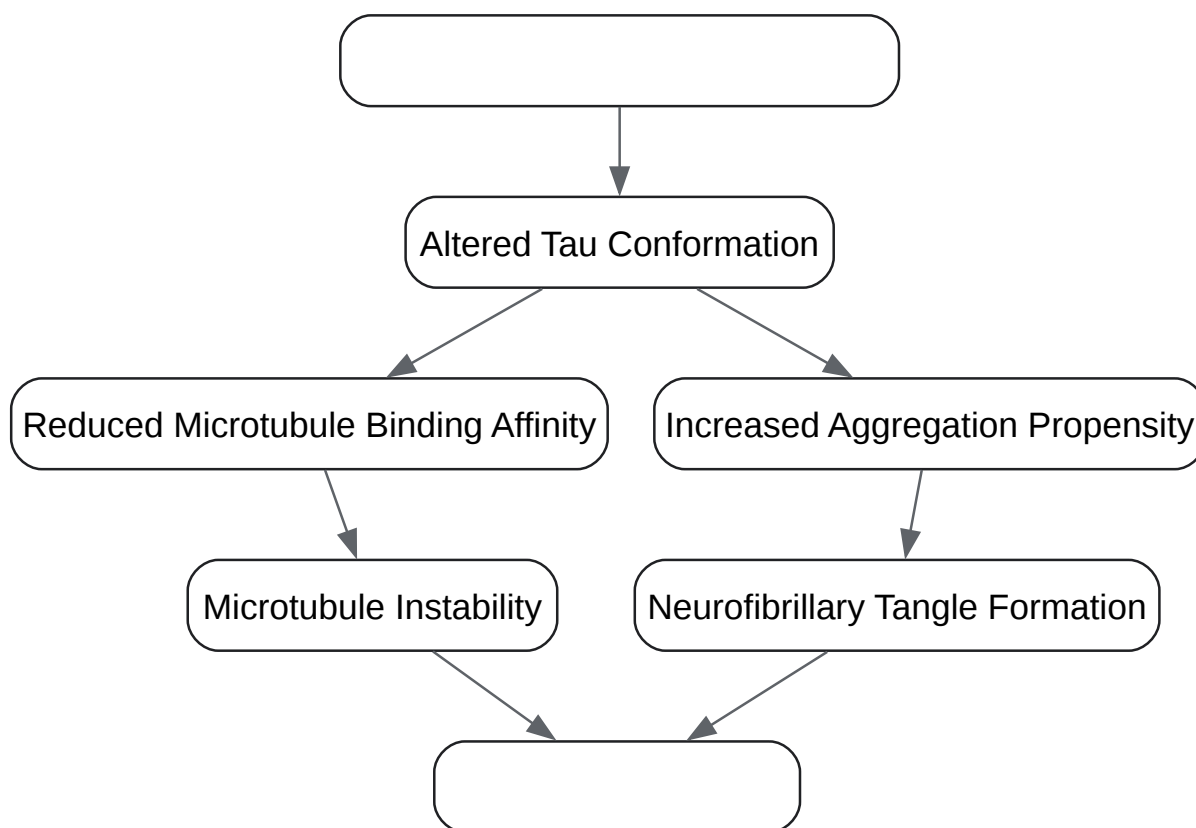 Altered Tau Conformation
Reduced Microtubule Binding Affinity
Increased Aggregation Propensity
Microtubule Instability
Neurofibrillary Tangle Formation